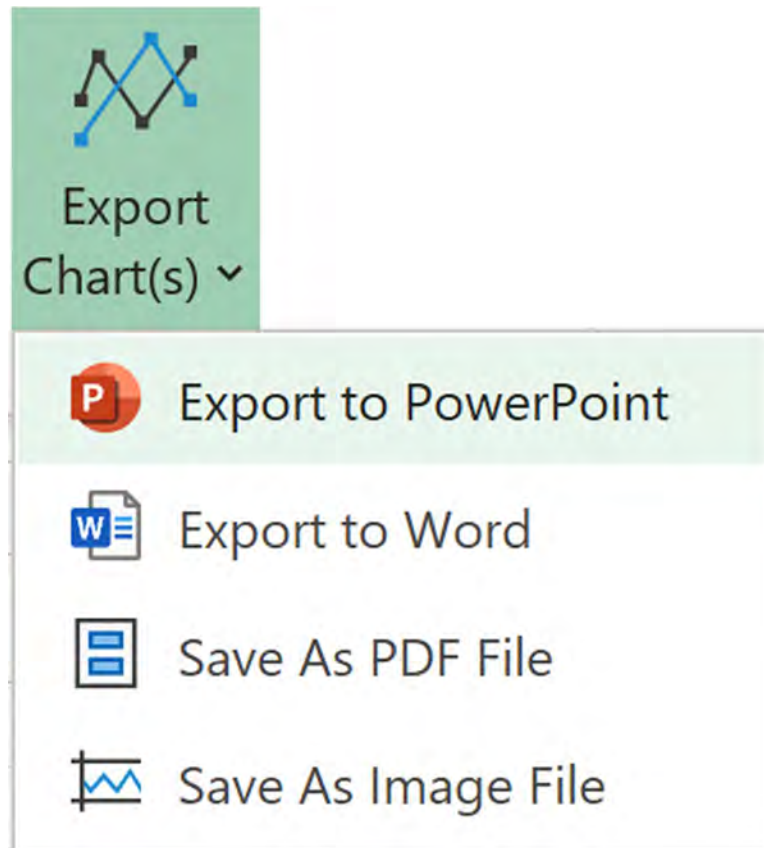 Export
Chart(s)
P
Export to PowerPoint
W
Export to Word
Save As PDF File
Save As Image File